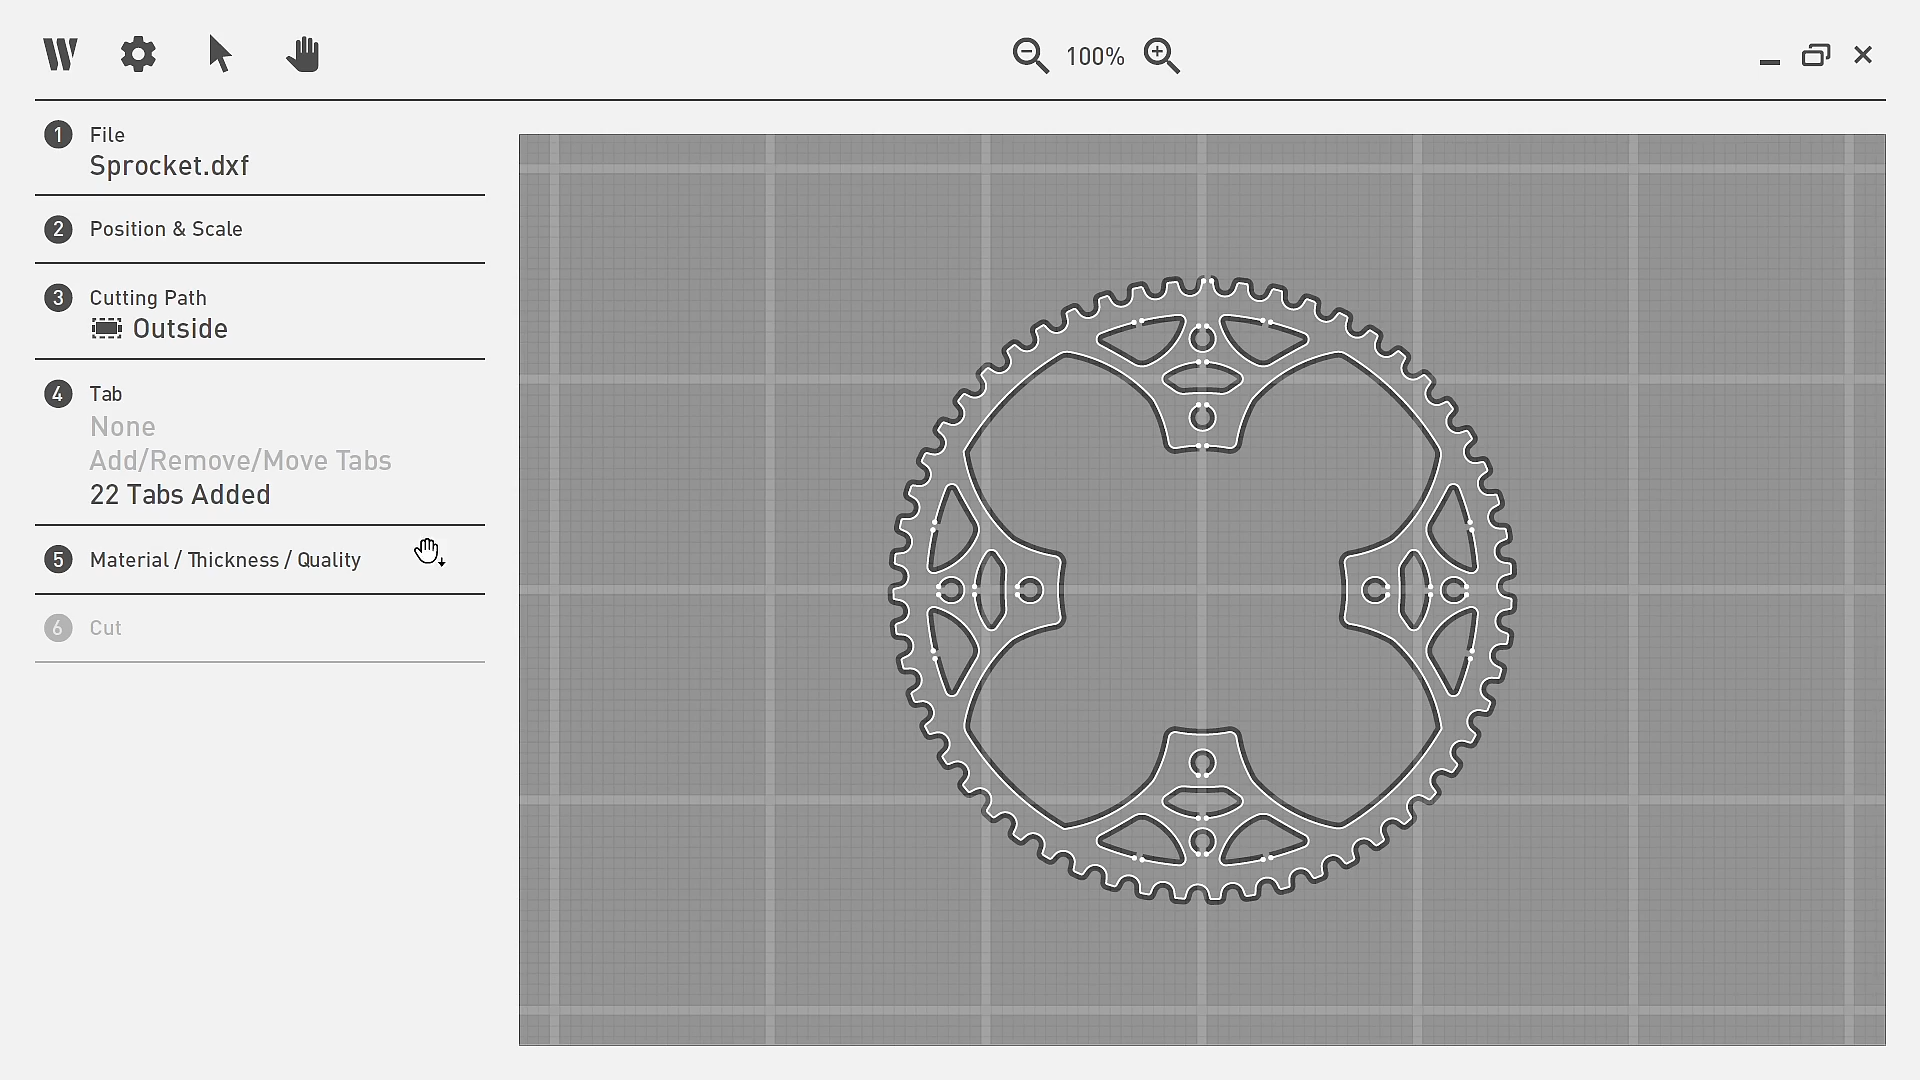 W
100%
1 File
Sprocket.dxf
2 Position & Scale
3 Cutting Path
Outside
4 Tab
None
Add/Remove/Move Tabs
22 Tabs Added
5 Material / Thickness / Quality
6 Cut